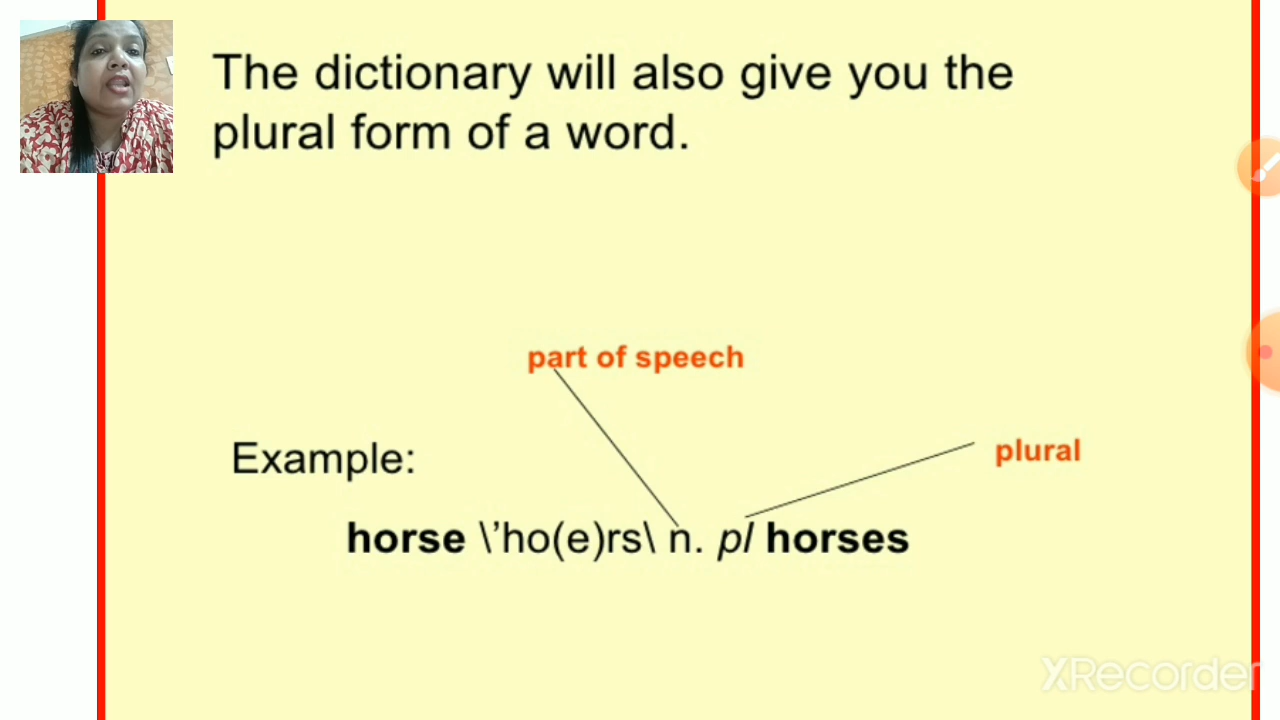 The dictionary will also give you the
plural form of a word.
part of speech
plural
Example:
horse \’ho(e)rs\ n. pl horses
XRecorder